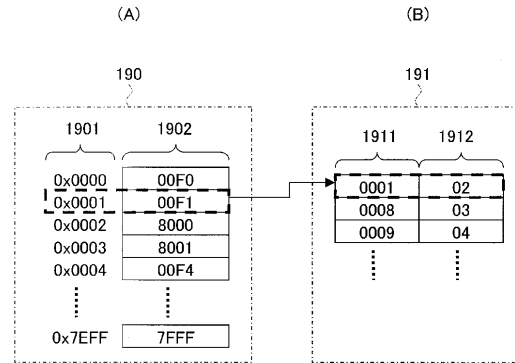 (A) (B)
190 191
1901 1902 1911 1912
0x0000 00F0
0x0001 00F1 0001 02
0x0002 8000 0008 03
0x0003 8001 0009 04
0x0004 00F4
0x7EFF 7FFF